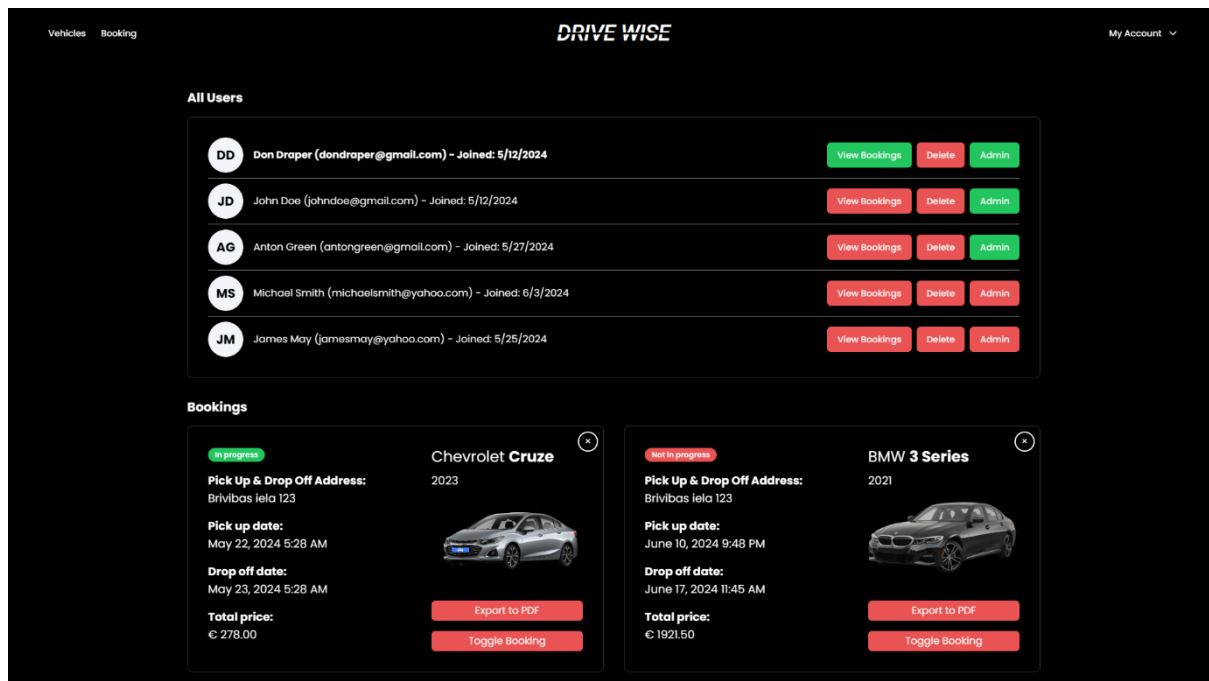 Vehicles Booking DRIVE WISE My Account
All Users
DD Don Draper (dondraper@gmail.com) - Joined: 5/12/2024 View Bookings Delete Admin
JD John Doe (johndoe@gmail.com) - Joined: 5/12/2024 View Bookings Delete Admin
AG Anton Green (antongreen@gmail.com) - Joined: 5/27/2024 View Bookings Delete Admin
MS Michael Smith (michaelsmith@yahoo.com) - Joined: 6/3/2024 View Bookings Delete Admin
JM James May (jamesmay@yahoo.com) - Joined: 5/25/2024 View Bookings Delete Admin
Bookings
In progress
Chevrolet Cruze
2023
Pick Up & Drop Off Address:
Brivibas iela 123
Pick up date:
May 22, 2024 5:28 AM
Drop off date:
May 23, 2024 5:28 AM
Total price:
€ 278.00
Export to PDF
Toggle Booking
Not in progress
BMW 3 Series
2021
Pick Up & Drop Off Address:
Brivibas iela 123
Pick up date:
June 10, 2024 9:48 PM
Drop off date:
June 17, 2024 11:45 AM
Total price:
€ 1921.50
Export to PDF
Toggle Booking